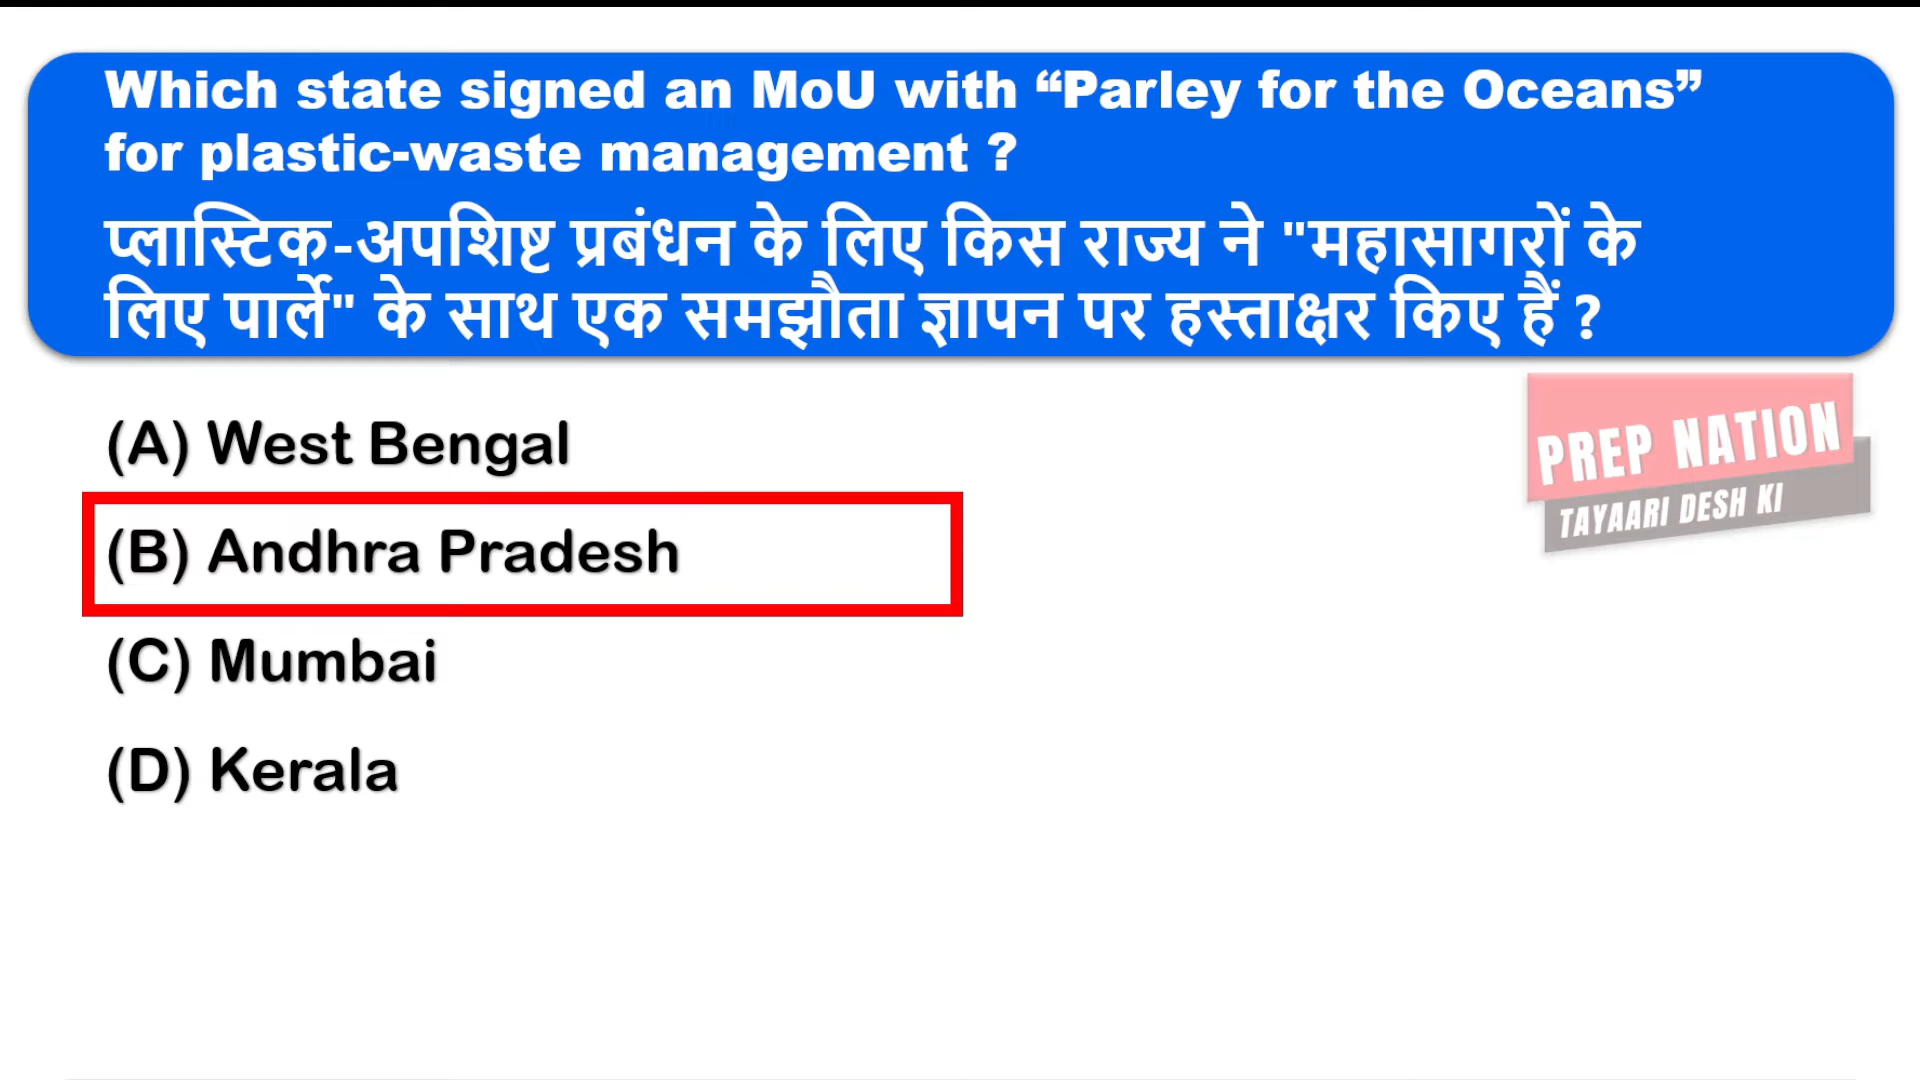 Which state signed an MoU with “Parley for the Oceans”
for plastic-waste management ?
प्लास्टिक-अपशिष्ट प्रबंधन के लिए किस राज्य ने "महासागरों के
लिए पार्ले" के साथ एक समझौता ज्ञापन पर हस्ताक्षर किए हैं ?
PREP NATION
TAYAARI DESH KI
(A) West Bengal
(B) Andhra Pradesh
(C) Mumbai
(D) Kerala